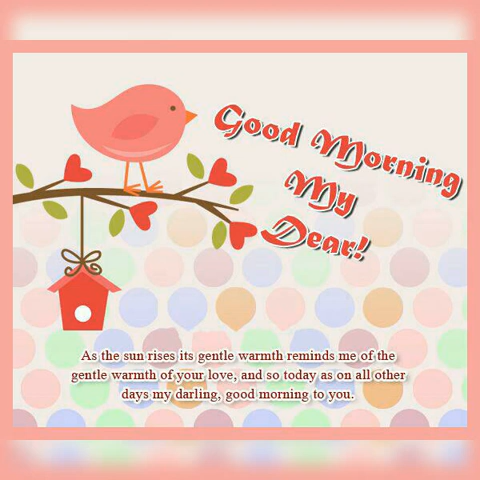 Good Morning
My
Dear!
As the sun rises its gentle warmth reminds me of the
gentle warmth of your love, and so today as on all other
days my darling, good morning to you.